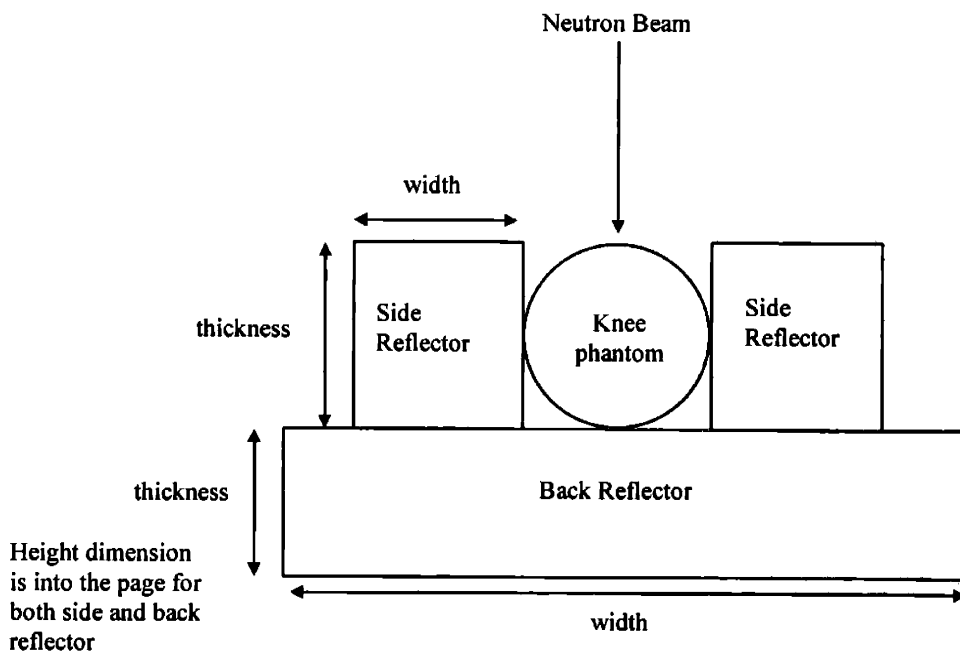 Neutron Beam
width
thickness
Side
Reflector
Knee
phantom
Side
Reflector
thickness
Back Reflector
Height dimension
is into the page for
both side and back
reflector
width